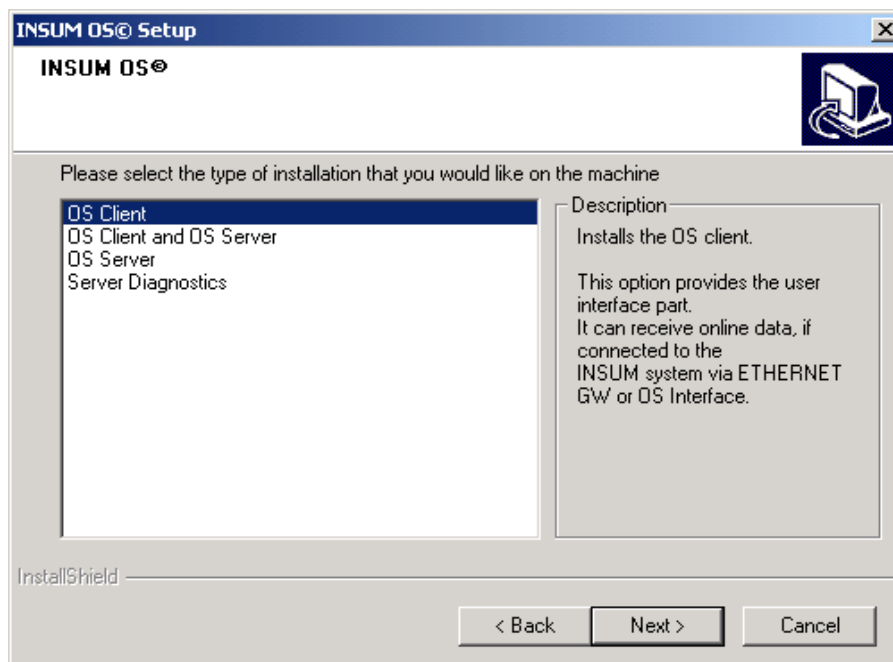 INSUM OS© Setup
INSUM OS©
Please select the type of installation that you would like on the machine
OS Client
OS Client and OS Server
OS Server
Server Diagnostics
Description
Installs the OS client.
This option provides the user
interface part.
It can receive online data, if
connected to the
INSUM system via ETHERNET
GW or OS Interface.
InstallShield
< Back
Next >
Cancel